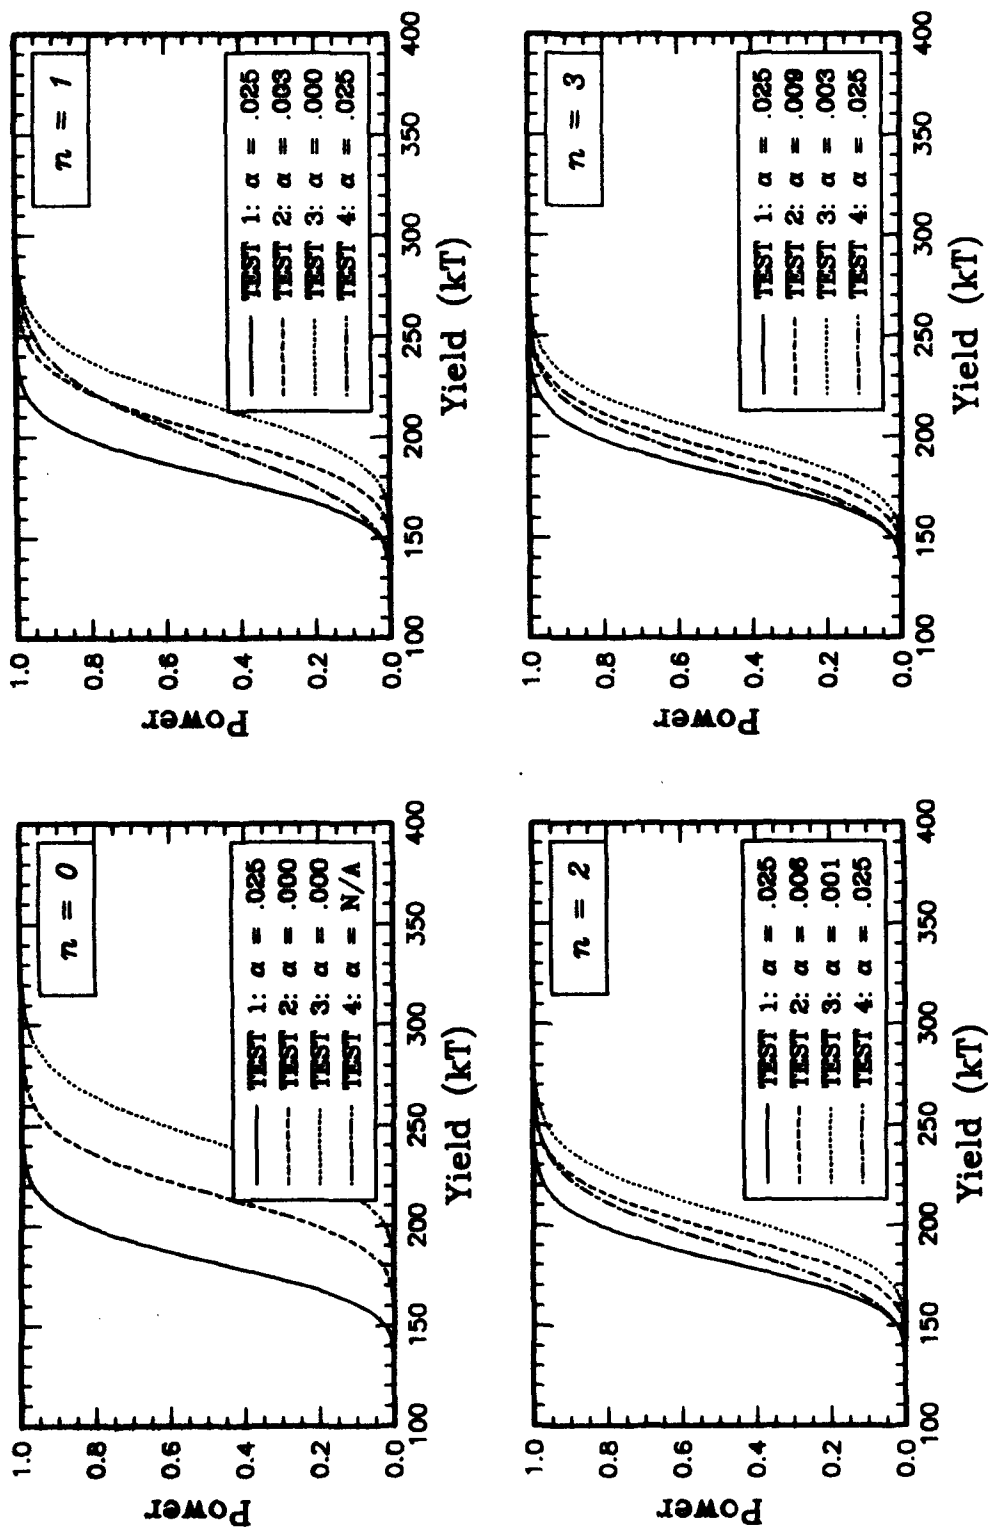 n = 0
TEST 1: α = .025
TEST 2: α = .000
TEST 3: α = .000
TEST 4: α = N/A
1.0
0.8
0.6
0.4
0.2
0.0
Power
100
150
200
250
300
350
400
Yield (kT)
n = 1
TEST 1: α = .025
TEST 2: α = .003
TEST 3: α = .000
TEST 4: α = .025
1.0
0.8
0.6
0.4
0.2
0.0
Power
100
150
200
250
300
350
400
Yield (kT)
n = 2
TEST 1: α = .025
TEST 2: α = .006
TEST 3: α = .001
TEST 4: α = .025
1.0
0.8
0.6
0.4
0.2
0.0
Power
100
150
200
250
300
350
400
Yield (kT)
n = 3
TEST 1: α = .025
TEST 2: α = .009
TEST 3: α = .003
TEST 4: α = .025
1.0
0.8
0.6
0.4
0.2
0.0
Power
100
150
200
250
300
350
400
Yield (kT)